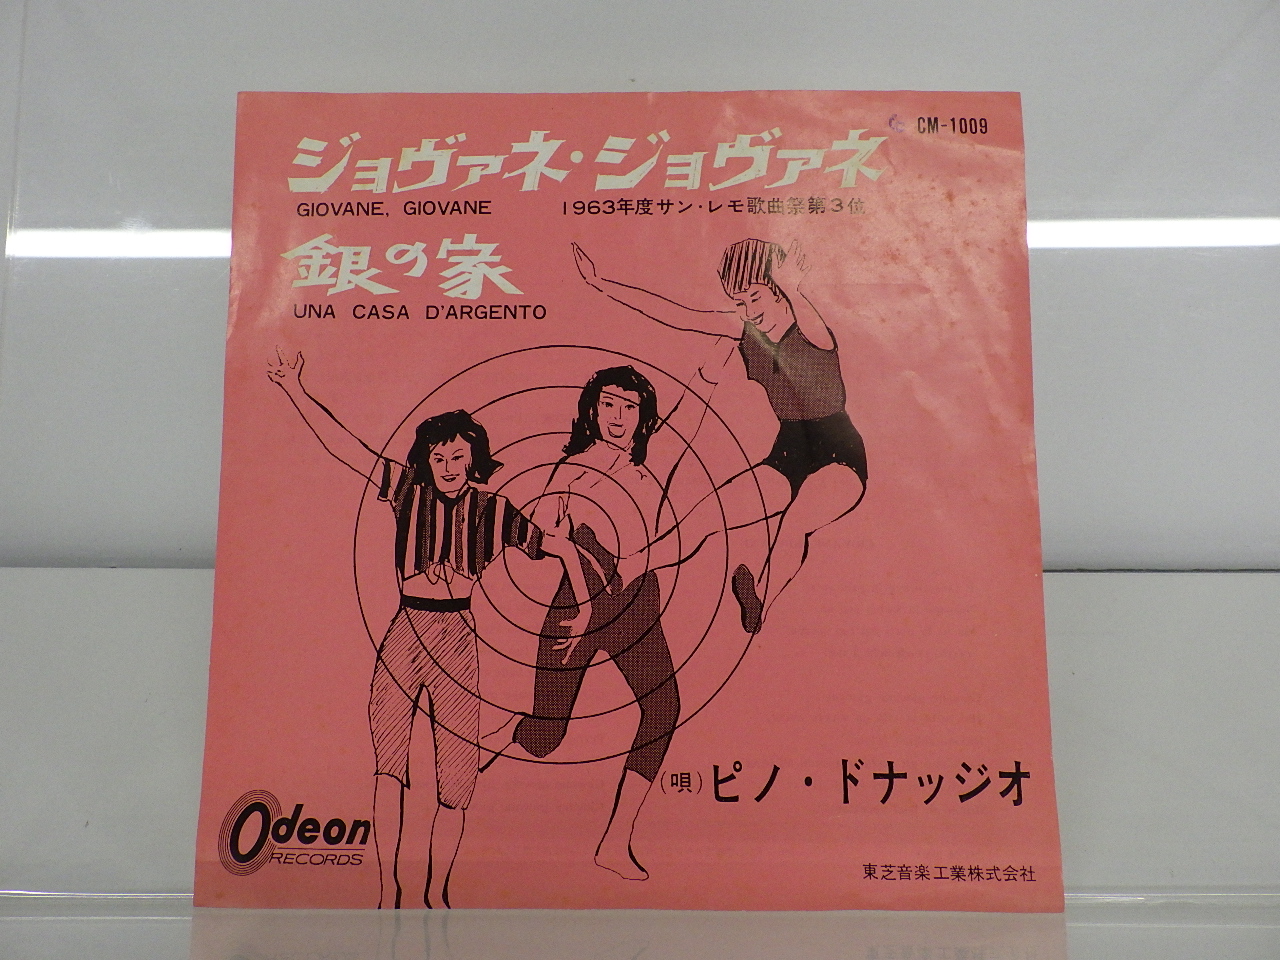 CM-1009
ジョヴァネ・ジョヴァネ
GIOVANE, GIOVANE
1963年度サン・レモ歌曲祭第3位
銀の家
UNA CASA D'ARGENTO
(唄)ピノ・ドナッジオ
Odeon
RECORDS
東芝音楽工業株式会社